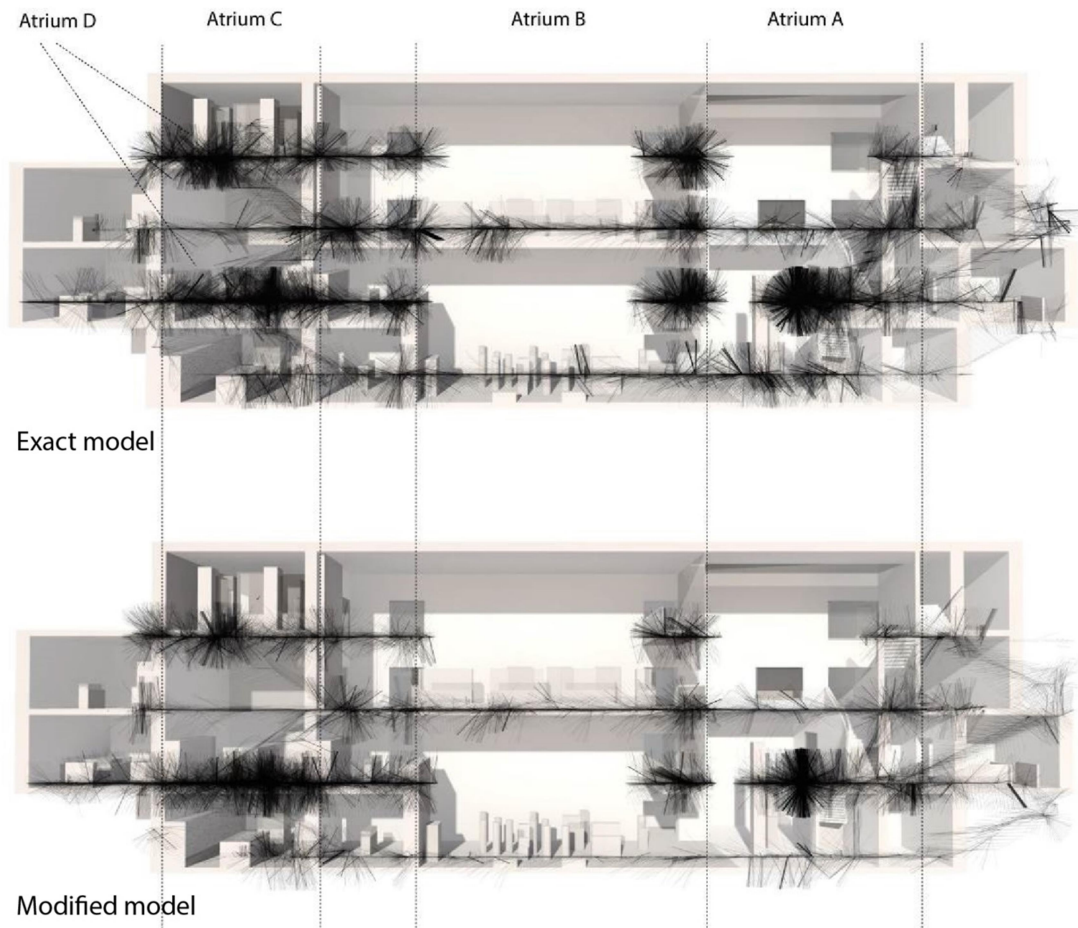 Atrium D
Atrium C
Atrium B
Atrium A
Exact model
Modified model